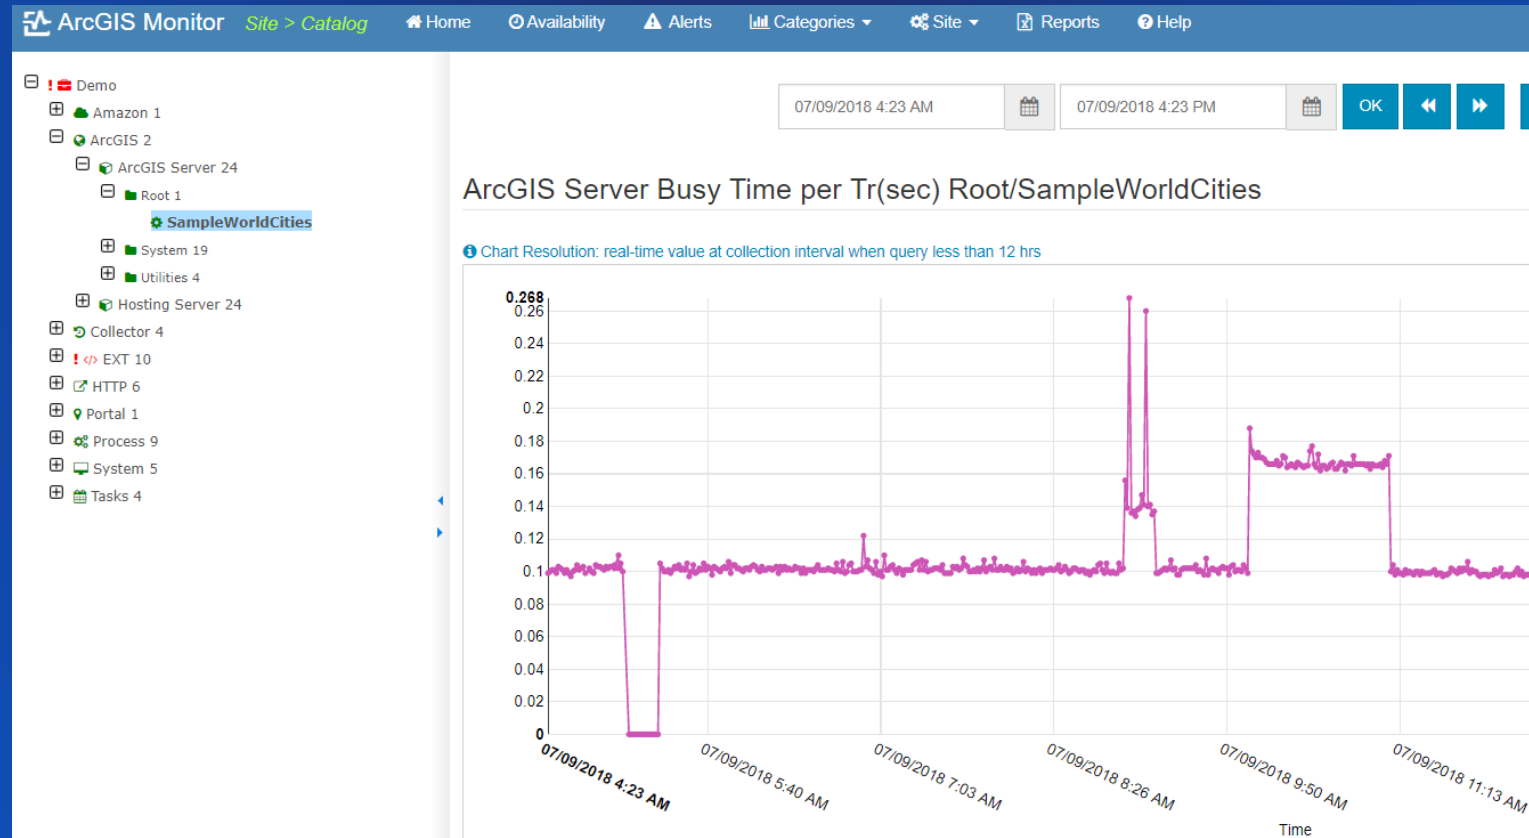 ArcGIS Monitor Site > Catalog Home Availability Alerts Categories Site Reports Help
Demo
Amazon 1
ArcGIS 2
ArcGIS Server 24
Root 1
SampleWorldCities
System 19
Utilities 4
Hosting Server 24
Collector 4
EXT 10
HTTP 6
Portal 1
Process 9
System 5
Tasks 4
07/09/2018 4:23 AM 07/09/2018 4:23 PM OK
ArcGIS Server Busy Time per Tr(sec) Root/SampleWorldCities
Chart Resolution: real-time value at collection interval when query less than 12 hrs
0.268
0.26
0.24
0.22
0.2
0.18
0.16
0.14
0.12
0.1
0.08
0.06
0.04
0.02
0
07/09/2018 4:23 AM 07/09/2018 5:40 AM 07/09/2018 7:03 AM 07/09/2018 8:26 AM 07/09/2018 9:50 AM 07/09/2018 11:13 AM
Time